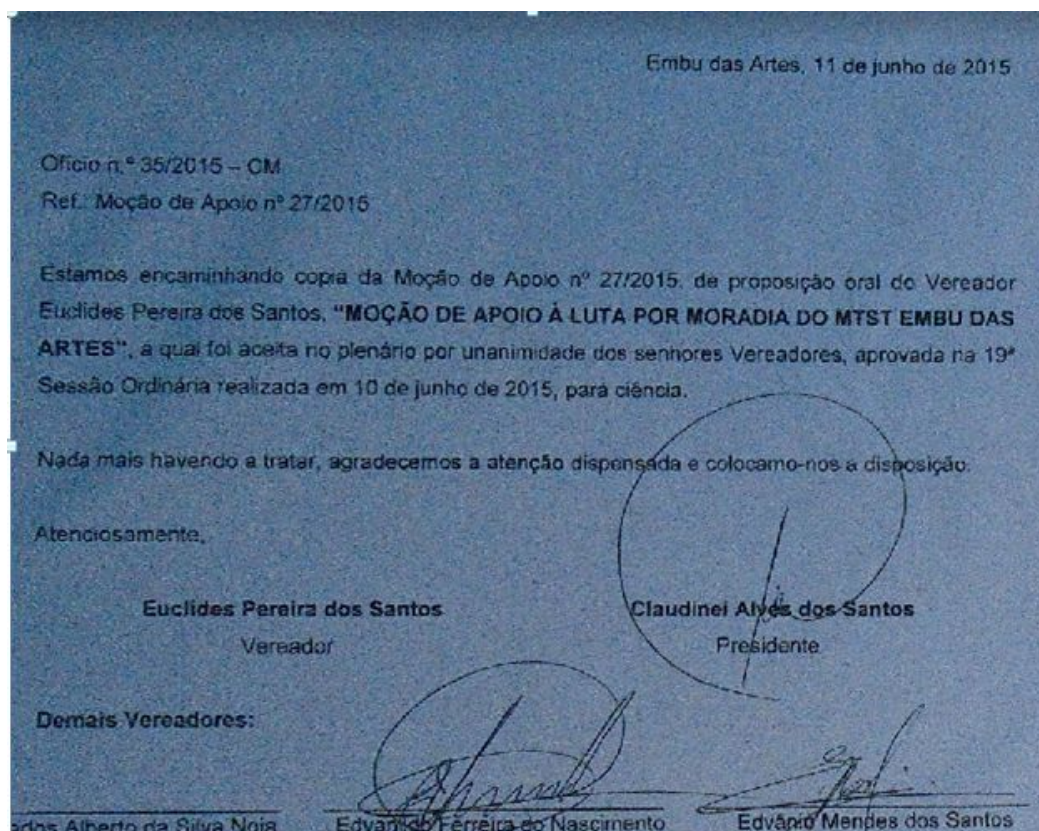 Embu das Artes, 11 de junho de 2015
Ofício n.º 35/2015 – CM
Ref.: Moção de Apoio nº 27/2015
Estamos encaminhando copia da Moção de Apoio nº 27/2015, de proposição oral do Vereador
Euclides Pereira dos Santos, "MOÇÃO DE APOIO À LUTA POR MORADIA DO MTST EMBU DAS
ARTES", a qual foi aceita no plenário por unanimidade dos senhores Vereadores, aprovada na 19ª
Sessão Ordinária realizada em 10 de junho de 2015, para ciência.
Nada mais havendo a tratar, agradecemos a atenção dispensada e colocamo-nos a disposição.
Atenciosamente,
Euclides Pereira dos Santos
Claudinei Alves dos Santos
Vereador
Presidente
Demais Vereadores:
Alberto da Silva Noia
Ferreira do Nascimento
Edvânio Mendes dos Santos